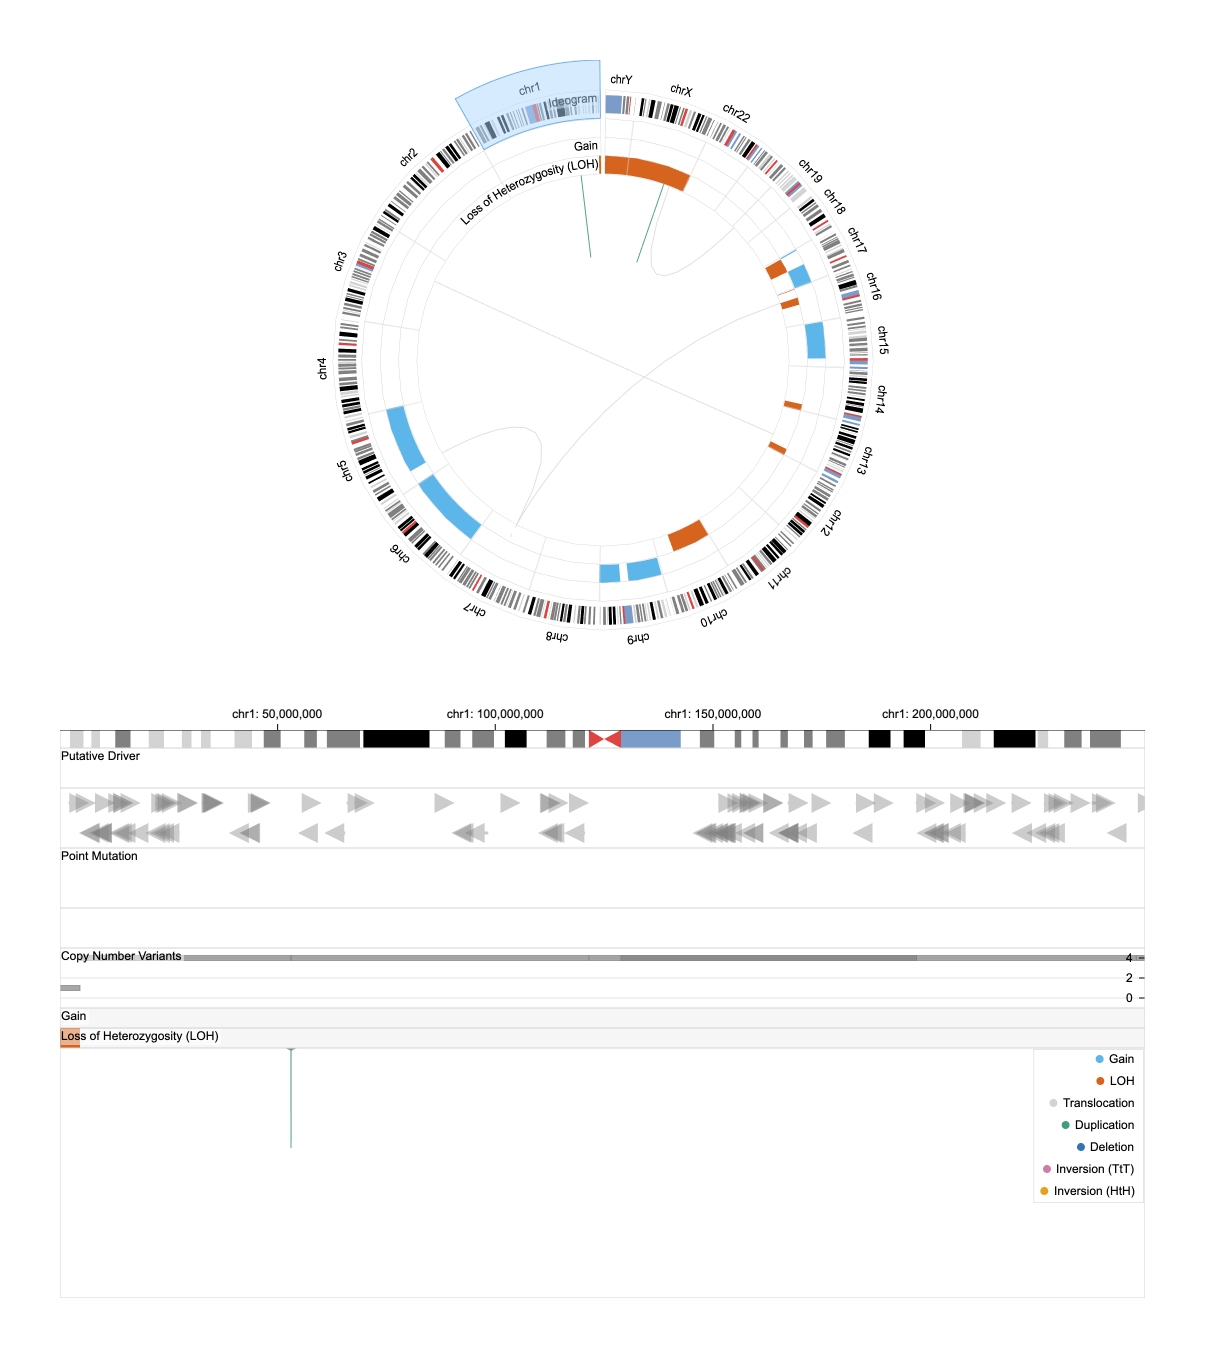 chrY
chrX
chr22
chr19
chr18
chr17
chr16
chr15
chr14
chr13
chr12
chr11
chr10
chr9
chr8
chr7
chr6
chr5
chr4
chr3
chr2
chr1
Ideogram
Gain
Loss of Heterozygosity (LOH)
chr1: 50,000,000 chr1: 100,000,000 chr1: 150,000,000 chr1: 200,000,000
Putative Driver
Point Mutation
Copy Number Variants 4
2
0
Gain
Loss of Heterozygosity (LOH)
Gain
LOH
Translocation
Duplication
Deletion
Inversion (TtT)
Inversion (HtH)